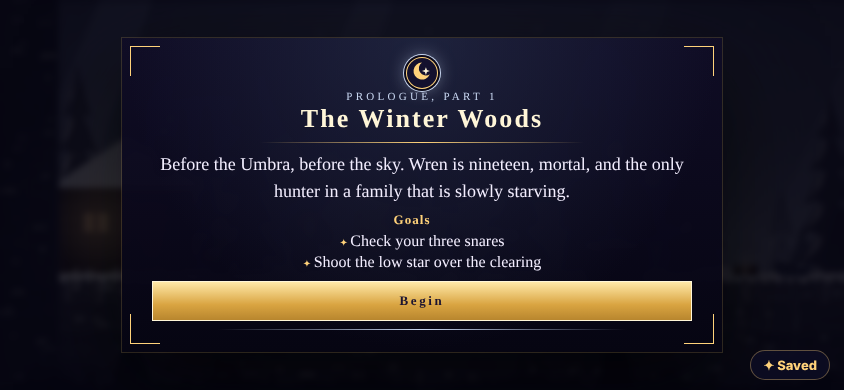 PROLOGUE, PART 1
The Winter Woods
Before the Umbra, before the sky. Wren is nineteen, mortal, and the only
hunter in a family that is slowly starving.
Goals
✦ Check your three snares
✦ Shoot the low star over the clearing
Begin
✦ Saved